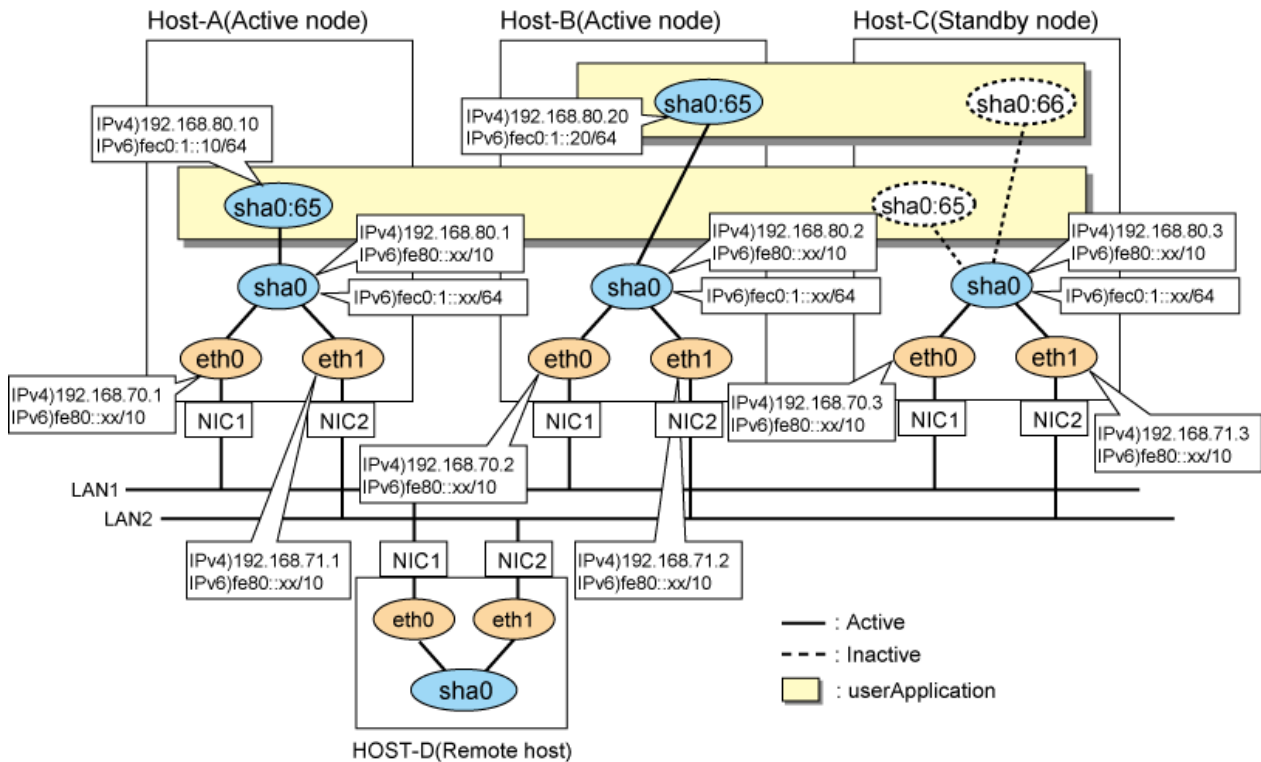 Host-A(Active node)
Host-B(Active node)
Host-C(Standby node)
sha0:65
sha0:66
IPv4)192.168.80.10
IPv6)fec0:1::10/64
IPv4)192.168.80.20
IPv6)fec0:1::20/64
sha0:65
sha0:65
IPv4)192.168.80.1
IPv6)fe80::xx/10
IPv4)192.168.80.2
IPv6)fe80::xx/10
IPv4)192.168.80.3
IPv6)fe80::xx/10
sha0
IPv6)fec0:1::xx/64
sha0
IPv6)fec0:1::xx/64
sha0
IPv6)fec0:1::xx/64
eth0
eth1
eth0
eth1
eth0
eth1
IPv4)192.168.70.1
IPv6)fe80::xx/10
NIC1
NIC2
NIC1
NIC2
IPv4)192.168.70.3
IPv6)fe80::xx/10
NIC1
NIC2
IPv4)192.168.71.3
IPv6)fe80::xx/10
IPv4)192.168.70.2
IPv6)fe80::xx/10
LAN1
LAN2
IPv4)192.168.71.1
IPv6)fe80::xx/10
NIC1
NIC2
IPv4)192.168.71.2
IPv6)fe80::xx/10
eth0
eth1
sha0
HOST-D(Remote host)
: Active
: Inactive
: userApplication